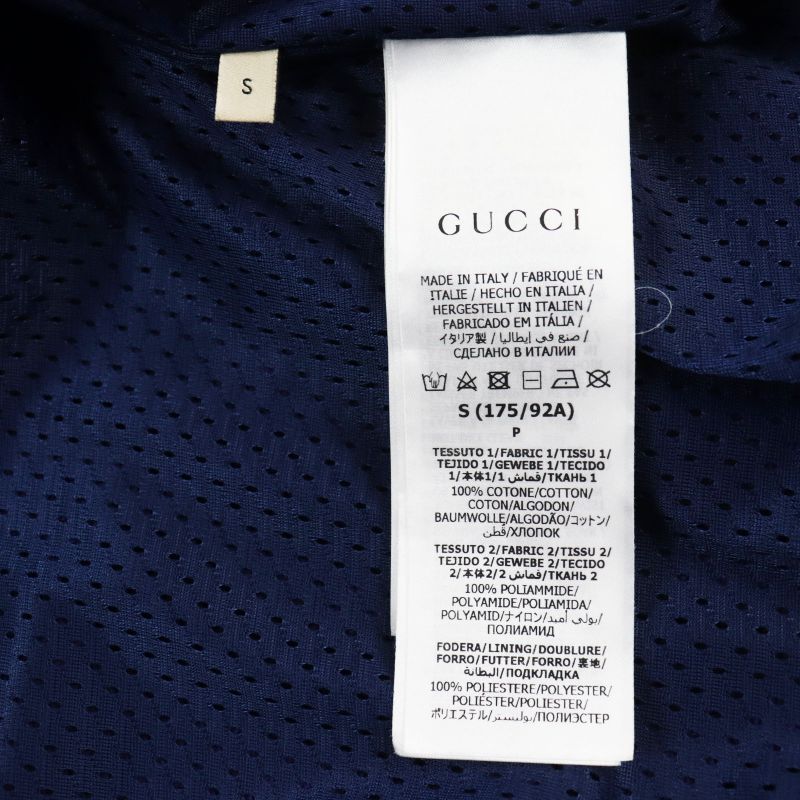 S
GUCCI
MADE IN ITALY / FABRIQUÉ EN
ITALIE / HECHO EN ITALIA /
HERGESTELLT IN ITALIEN /
FABRICADO EM ITÁLIA /
イタリア製 / صنع في إيطاليا /
СДЕЛАНО В ИТАЛИИ
S (175/92A)
P
TESSUTO 1/FABRIC 1/TISSU 1/
TEJIDO 1/GEWEBE 1/TECIDO
1/本体1/قماش 1/ТКАНЬ 1
100% COTONE/COTTON/
COTON/ALGODON/
BAUMWOLLE/ALGODÃO/コットン/
قطن/ХЛОПОК
TESSUTO 2/FABRIC 2/TISSU 2/
TEJIDO 2/GEWEBE 2/TECIDO
2/本体2/قماش 2/ТКАНЬ 2
100% POLIAMMIDE/
POLYAMIDE/POLIAMIDA/
POLYAMID/ナイロン/بولي أميد/
ПОЛИАМИД
FODERA/LINING/DOUBLURE/
FORRO/FUTTER/FORRO/裏地/
البطانة/ПОДКЛАДКА
100% POLIESTERE/POLYESTER/
POLIÉSTER/POLIESTER/
ポリエステル/بوليستر/ПОЛИЭСТЕР